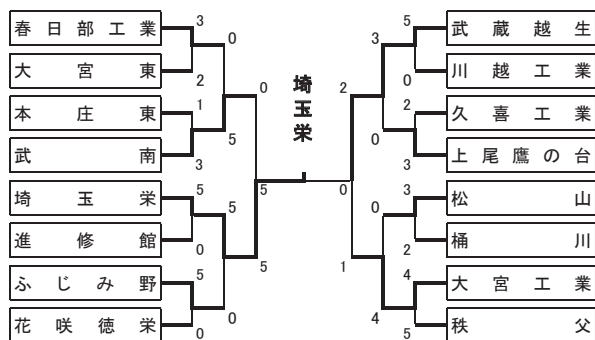 春日部工業
大宮東
本庄東
武南
埼玉栄
進修館
ふじみ野
花咲徳栄
3
2
1
3
5
0
5
0
0
5
5
0
0
5
5
埼玉栄
0
2
1
3
0
0
4
5
0
2
3
3
2
4
5
武蔵越生
川越工業
久喜工業
上尾鷹の台
松山
桶川
大宮工業
秩父